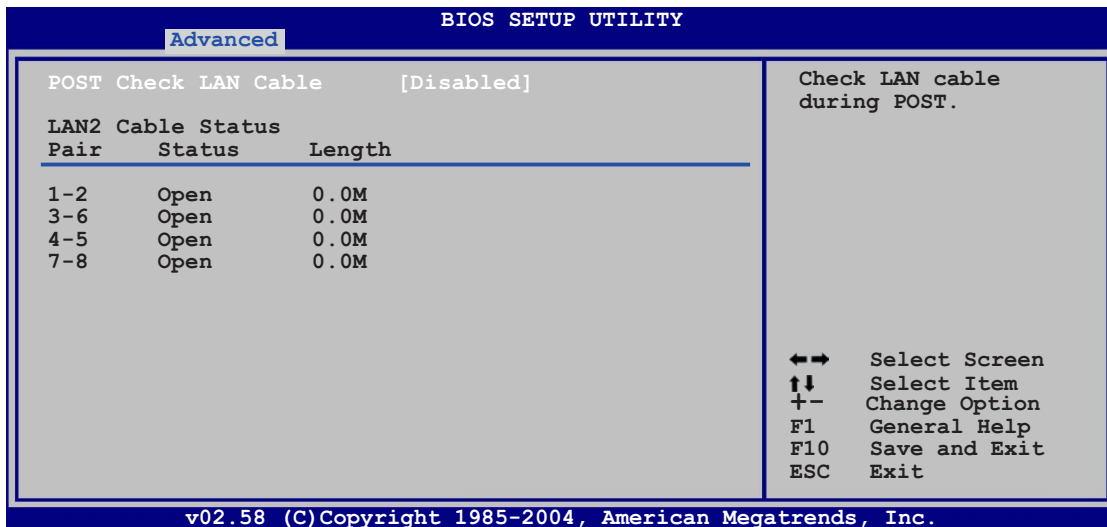 BIOS SETUP UTILITY
Advanced
POST Check LAN Cable [Disabled]
LAN2 Cable Status
Pair Status Length
1-2 Open 0.0M
3-6 Open 0.0M
4-5 Open 0.0M
7-8 Open 0.0M
Check LAN cable
during POST.
←→ Select Screen
↑↓ Select Item
+- Change Option
F1 General Help
F10 Save and Exit
ESC Exit
v02.58 (C)Copyright 1985-2004, American Megatrends, Inc.